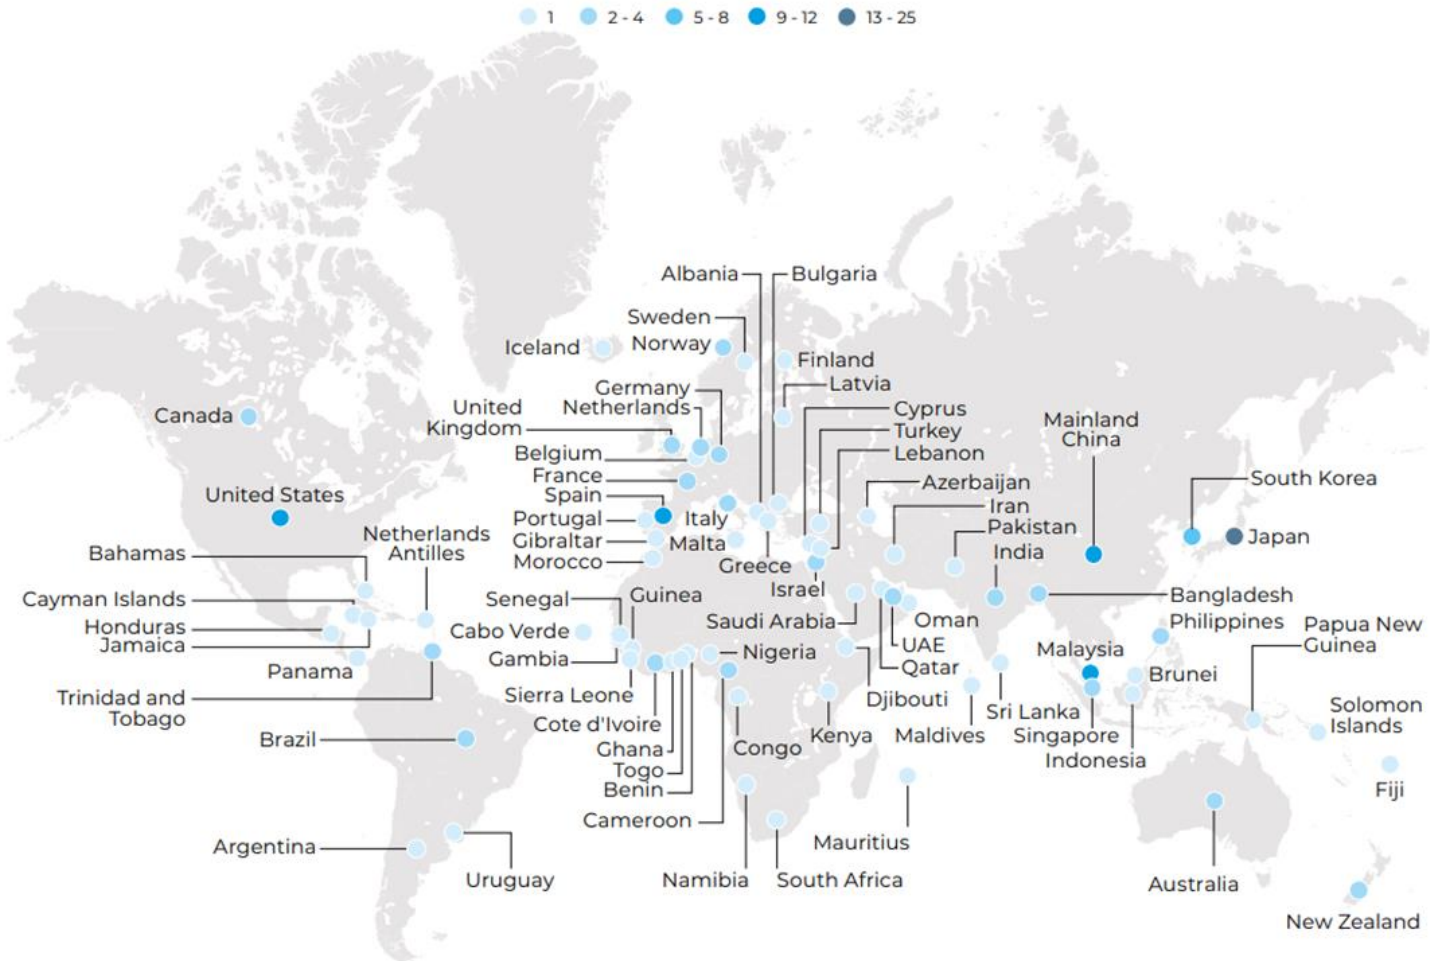 1 2 - 4 5 - 8 9 - 12 13 - 25
Albania Bulgaria
Sweden
Iceland Norway
Finland
Germany
Latvia
United
Kingdom
Netherlands
Canada
Cyprus
Turkey
Lebanon
Mainland
China
Belgium
France
Spain
Azerbaijan
South Korea
United States
Iran
Portugal
Italy
Pakistan
Netherlands
Antilles
Gibraltar
Malta
Japan
Bahamas
Morocco
Greece
India
Israel
Cayman Islands
Senegal
Guinea
Bangladesh
Honduras
Cabo Verde
Saudi Arabia
Oman
Philippines
Papua New
Guinea
Jamaica
Gambia
Nigeria
UAE
Malaysia
Panama
Qatar
Brunei
Trinidad and
Tobago
Sierra Leone
Djibouti
Sri Lanka
Solomon
Islands
Cote d'Ivoire
Brazil
Ghana
Congo
Kenya
Maldives
Singapore
Togo
Indonesia
Benin
Fiji
Cameroon
Argentina
Mauritius
Uruguay
Namibia
South Africa
Australia
New Zealand